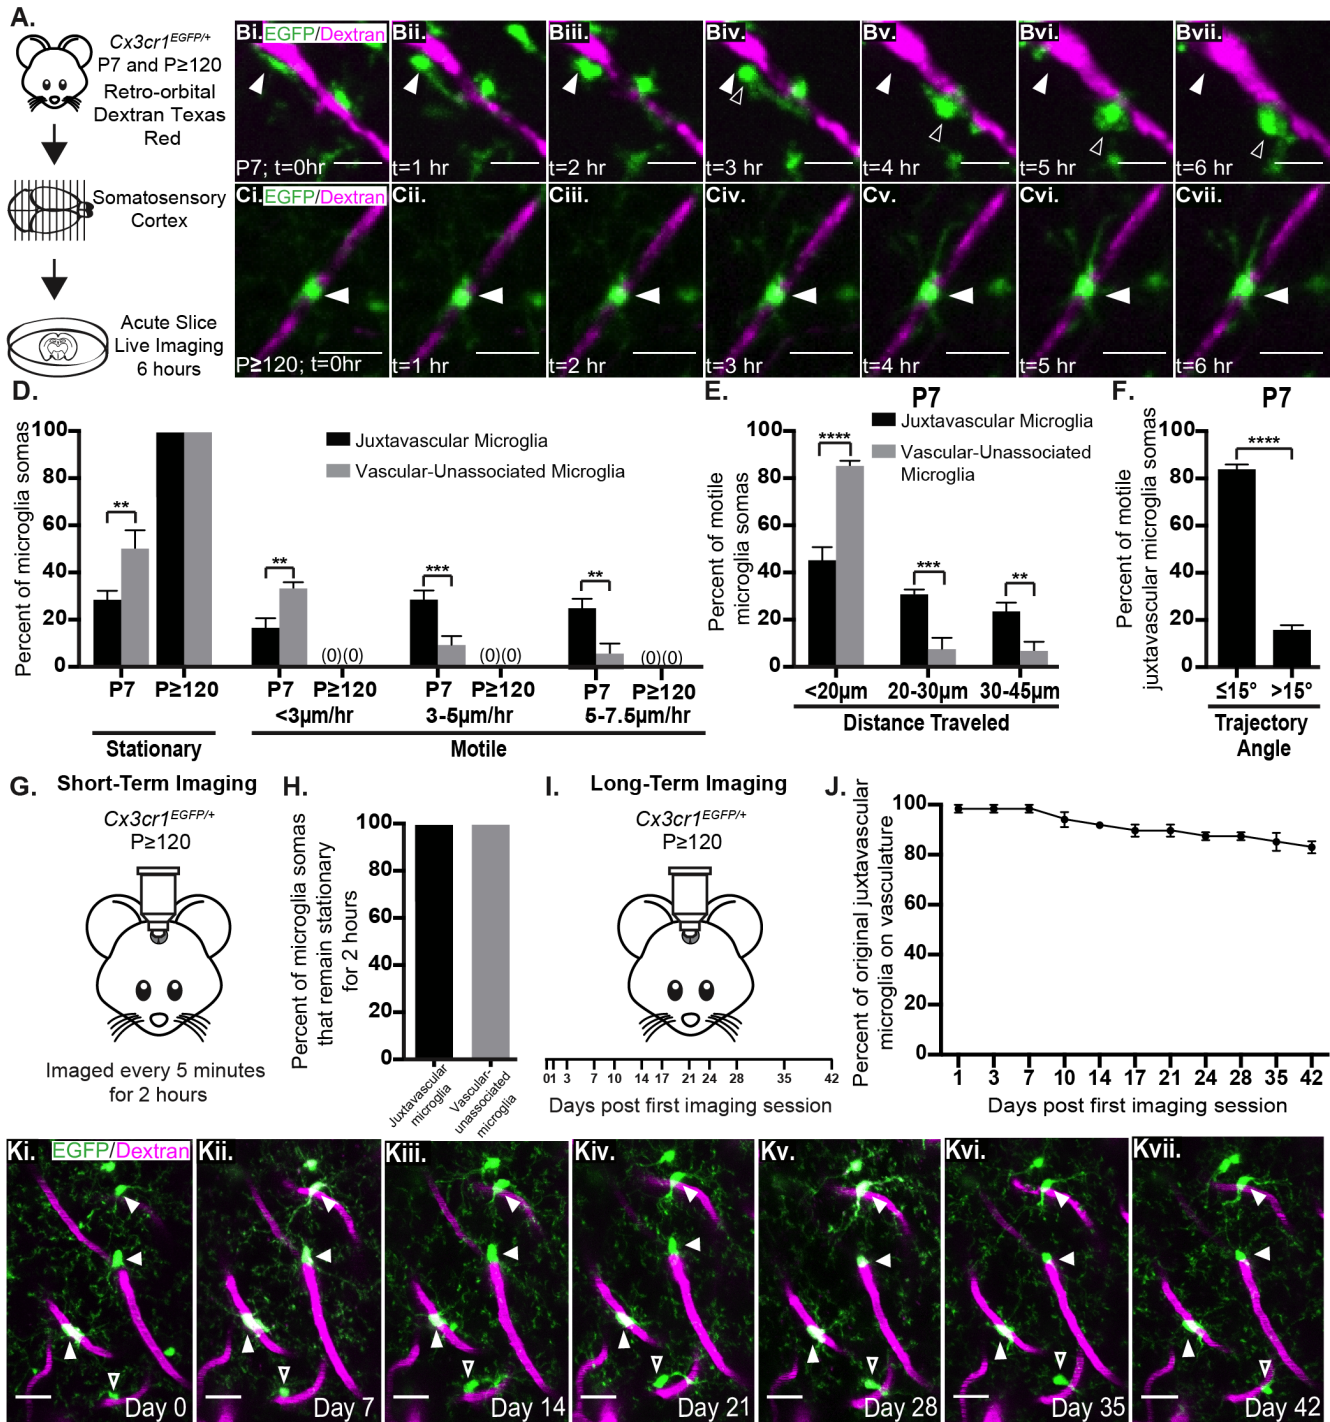 A.
Cx3cr1EGFP/+
P7 and P≥120
Retro-orbital
Dextran Texas
Red
Somatosensory
Cortex
Acute Slice
Live Imaging
6 hours
Bi. EGFP/Dextran
P7; t=0hr
Bii.
t=1 hr
Biii.
t=2 hr
Biv.
t=3 hr
Bv.
t=4 hr
Bvi.
t=5 hr
Bvii.
t=6 hr
Ci. EGFP/Dextran
P≥120; t=0hr
Cii.
t=1 hr
Ciii.
t=2 hr
Civ.
t=3 hr
Cv.
t=4 hr
Cvi.
t=5 hr
Cvii.
t=6 hr
D.
Percent of microglia somas
100
80
60
40
20
0
Juxtavascular Microglia
Vascular-Unassociated Microglia
**
**
***
**
(0)(0)
(0)(0)
(0)(0)
P7 P≥120 P7 P≥120 P7 P≥120 P7 P≥120
<3µm/hr 3-5µm/hr 5-7.5µm/hr
Stationary Motile
E.
P7
Percent of motile
microglia somas
100
80
60
40
20
0
Juxtavascular Microglia
Vascular-Unassociated
Microglia
****
***
**
<20µm 20-30µm 30-45µm
Distance Traveled
F.
P7
Percent of motile
juxtavascular microglia somas
100
80
60
40
20
0
****
≤15° >15°
Trajectory
Angle
G. Short-Term Imaging
Cx3cr1EGFP/+
P≥120
Imaged every 5 minutes
for 2 hours
H.
Percent of microglia somas
that remain stationary
for 2 hours
100
80
60
40
20
0
Juxtavascular
microglia
Vascular-
unassociated
microglia
I. Long-Term Imaging
Cx3cr1EGFP/+
P≥120
0 1 3 7 10 14 17 21 24 28 35 42
Days post first imaging session
J.
Percent of original juxtavascular
microglia on vasculature
100
80
60
40
20
0
1 3 7 10 14 17 21 24 28 35 42
Days post first imaging session
Ki. EGFP/Dextran
Day 0
Kii.
Day 7
Kiii.
Day 14
Kiv.
Day 21
Kv.
Day 28
Kvi.
Day 35
Kvii.
Day 42